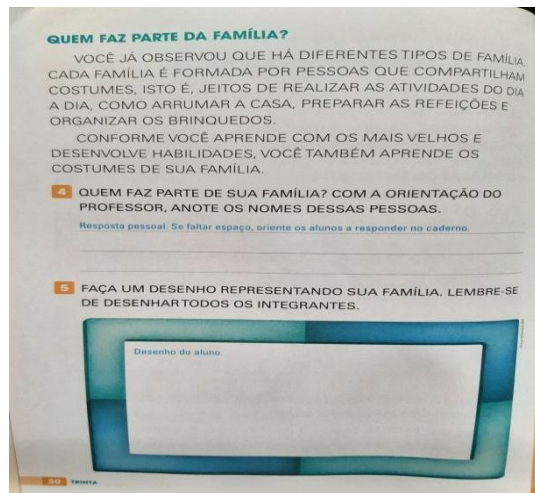 QUEM FAZ PARTE DA FAMÍLIA?
VOCÊ JÁ OBSERVOU QUE HÁ DIFERENTES TIPOS DE FAMÍLIA
CADA FAMÍLIA É FORMADA POR PESSOAS QUE COMPARTILHAM
COSTUMES, ISTO É, JEITOS DE REALIZAR AS ATIVIDADES DO DIA
A DIA, COMO ARRUMAR A CASA, PREPARAR AS REFEIÇÕES E
ORGANIZAR OS BRINQUEDOS.
CONFORME VOCÊ APRENDE COM OS MAIS VELHOS E
DESENVOLVE HABILIDADES, VOCÊ TAMBÉM APRENDE OS
COSTUMES DE SUA FAMÍLIA.
4 QUEM FAZ PARTE DE SUA FAMÍLIA? COM A ORIENTAÇÃO DO
PROFESSOR, ANOTE OS NOMES DESSAS PESSOAS.
Resposta pessoal. Se faltar espaço, oriente os alunos a responder no caderno.
5 FAÇA UM DESENHO REPRESENTANDO SUA FAMÍLIA. LEMBRE-SE
DE DESENHAR TODOS OS INTEGRANTES.
Desenho do aluno.
30 TRINTA